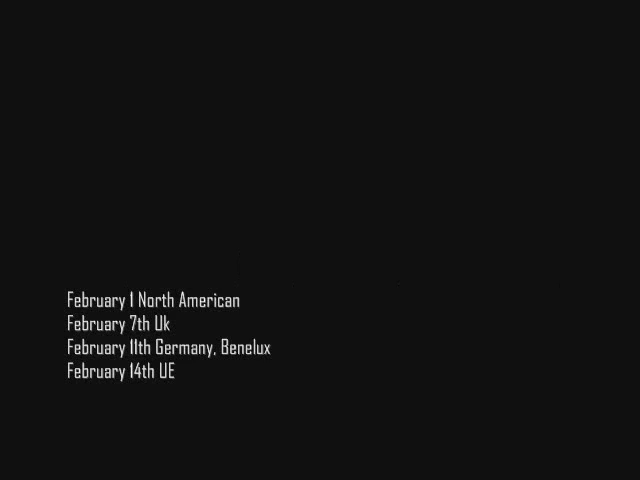 February 1 North American
February 7th Uk
February 11th Germany, Benelux
February 14th UE